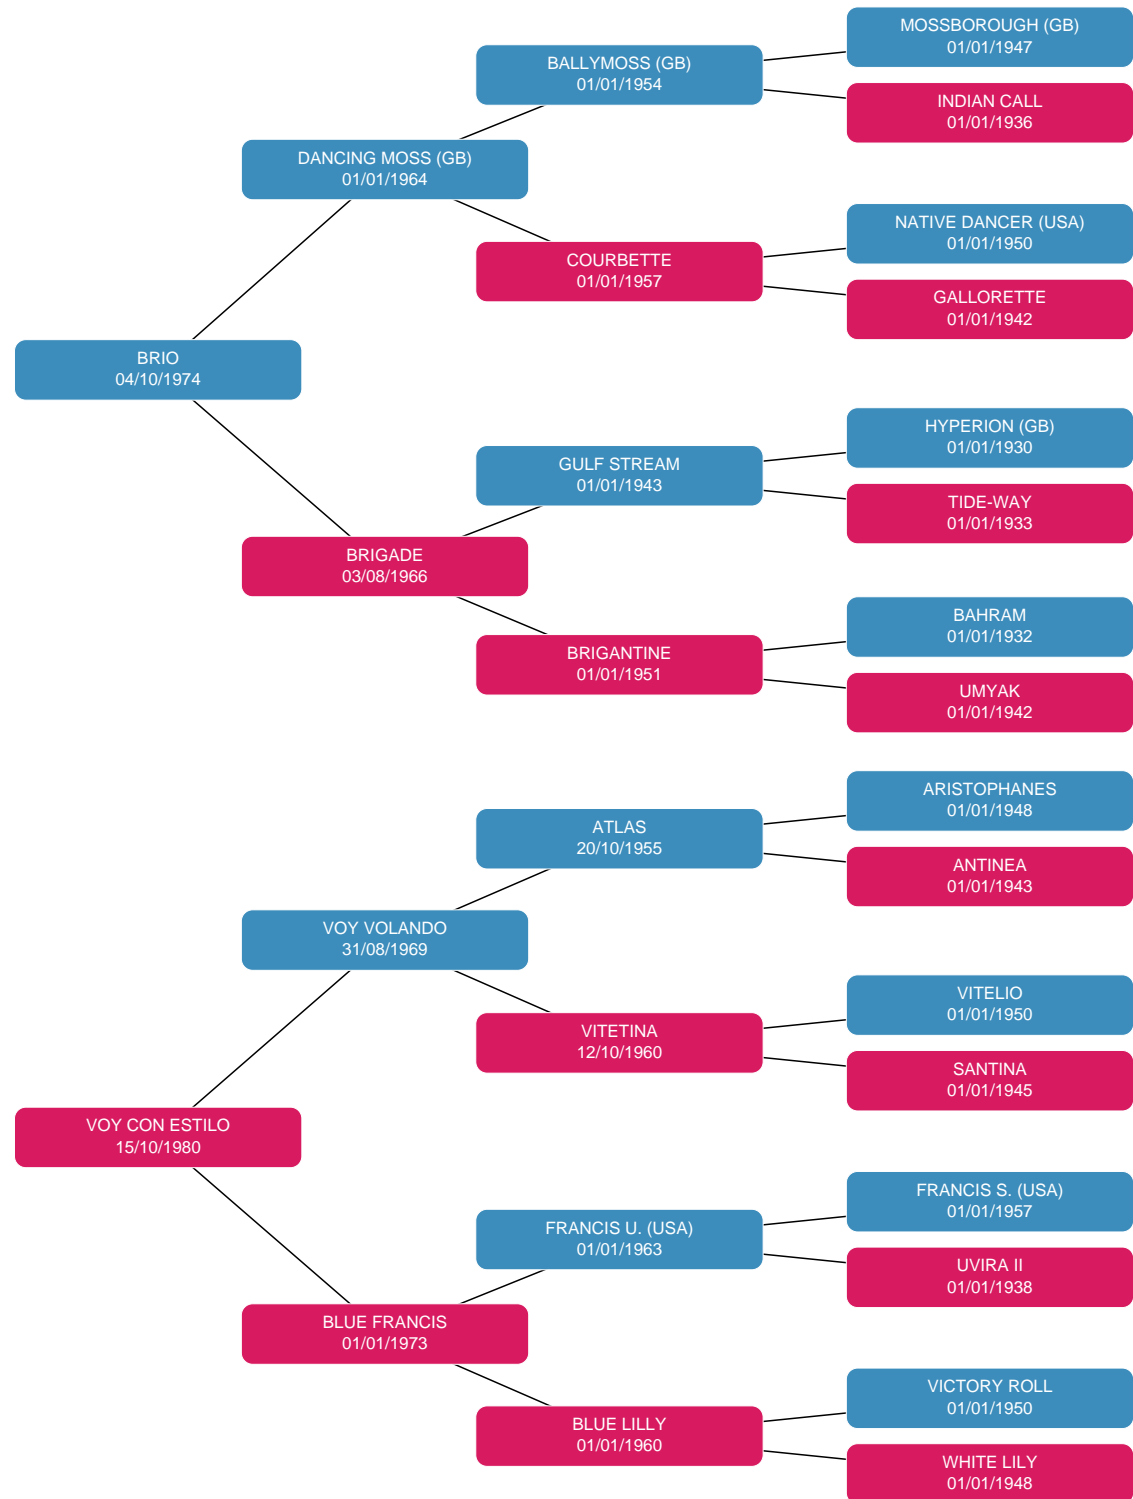 MOSSBOROUGH (GB)
01/01/1947
BALLYMOSS (GB)
01/01/1954
INDIAN CALL
01/01/1936
DANCING MOSS (GB)
01/01/1964
NATIVE DANCER (USA)
01/01/1950
COURBETTE
01/01/1957
GALLORETTE
01/01/1942
BRIO
04/10/1974
HYPERION (GB)
01/01/1930
GULF STREAM
01/01/1943
TIDE-WAY
01/01/1933
BRIGADE
03/08/1966
BAHRAM
01/01/1932
BRIGANTINE
01/01/1951
UMYAK
01/01/1942
ARISTOPHANES
01/01/1948
ATLAS
20/10/1955
ANTINEA
01/01/1943
VOY VOLANDO
31/08/1969
VITELIO
01/01/1950
VITETINA
12/10/1960
SANTINA
01/01/1945
VOY CON ESTILO
15/10/1980
FRANCIS S. (USA)
01/01/1957
FRANCIS U. (USA)
01/01/1963
UVIRA II
01/01/1938
BLUE FRANCIS
01/01/1973
VICTORY ROLL
01/01/1950
BLUE LILLY
01/01/1960
WHITE LILY
01/01/1948